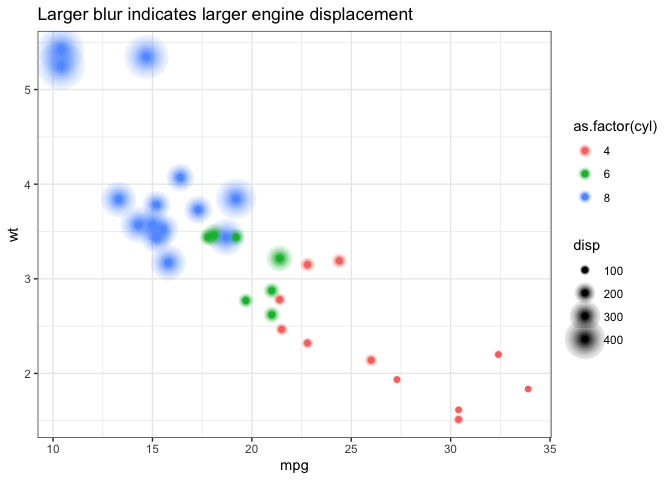 Larger blur indicates larger engine displacement
5
4
3
2
wt
10 15 20 25 30 35
mpg
as.factor(cyl)
4
6
8
disp
100
200
300
400